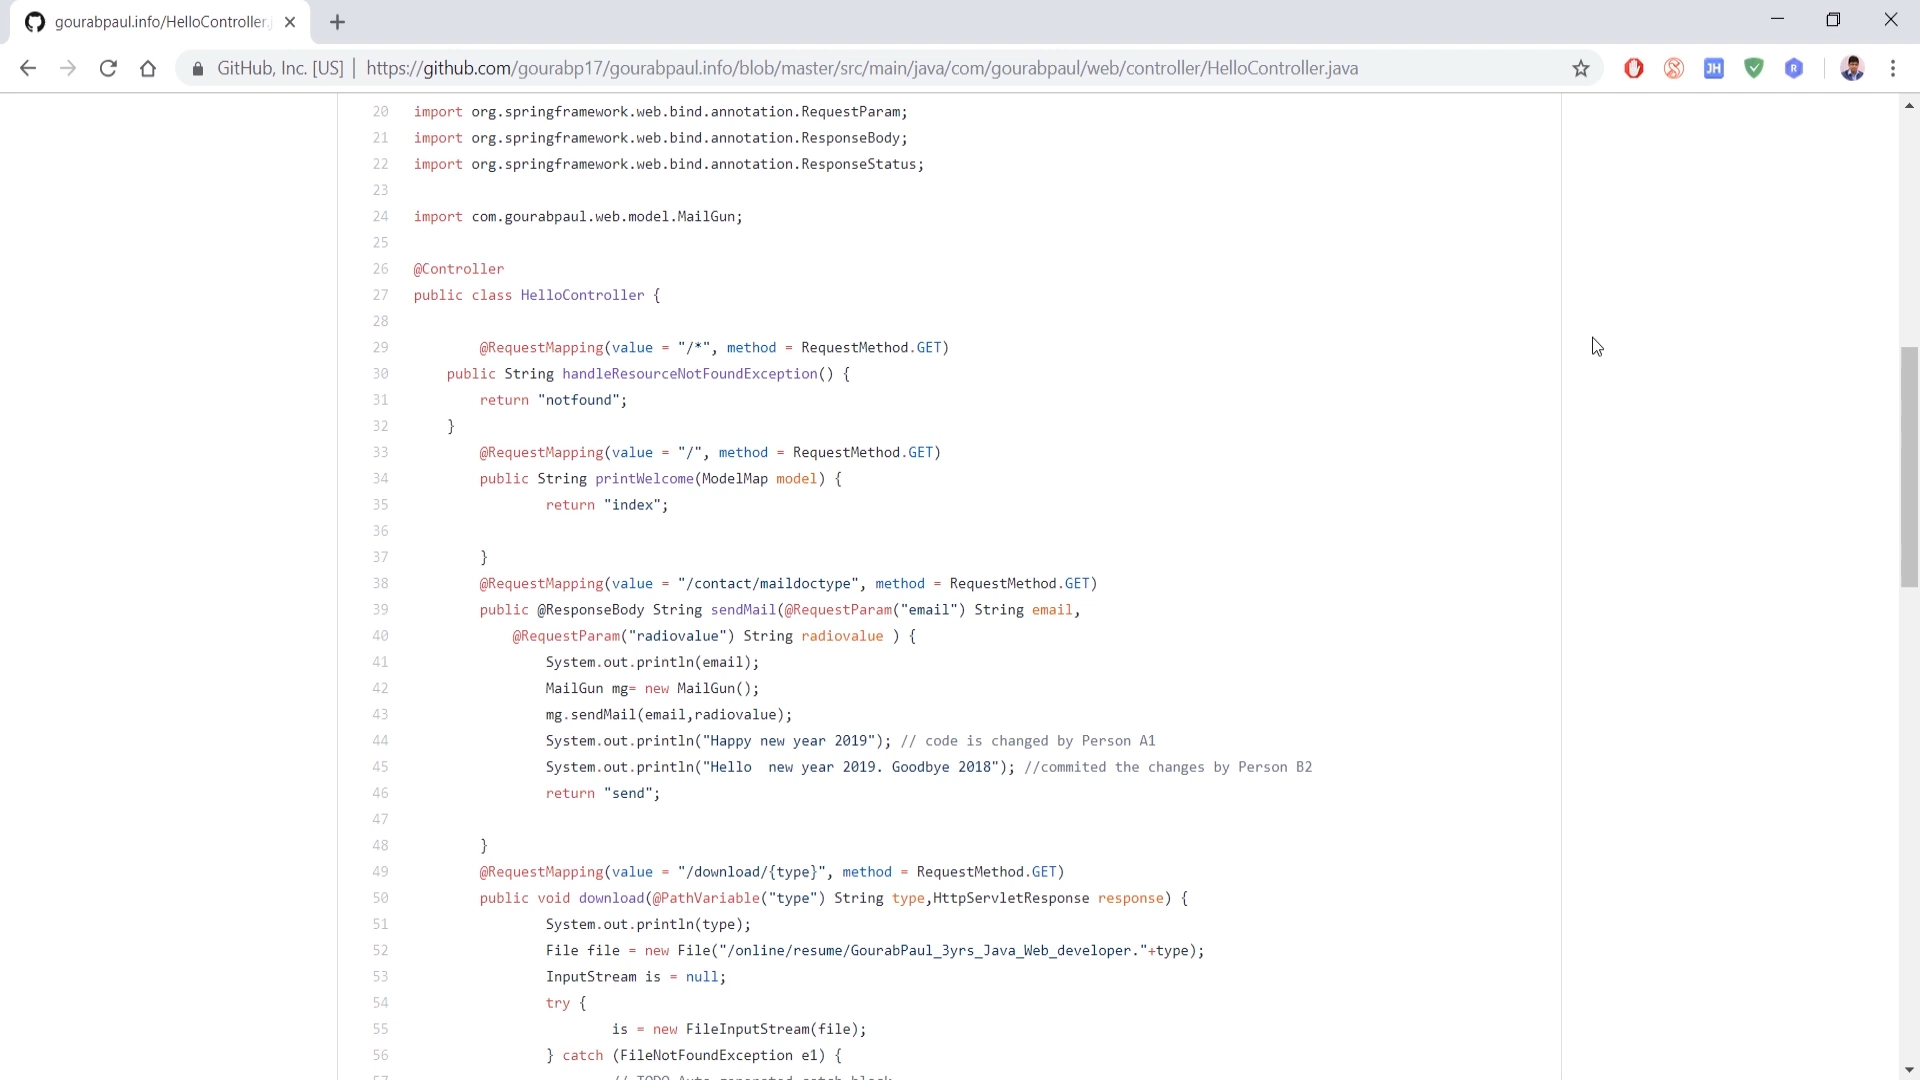 gourabpaul.info/HelloController.j
GitHub, Inc. [US] | https://github.com/gourabp17/gourabpaul.info/blob/master/src/main/java/com/gourabpaul/web/controller/HelloController.java
JH
R
20 import org.springframework.web.bind.annotation.RequestParam;
21 import org.springframework.web.bind.annotation.ResponseBody;
22 import org.springframework.web.bind.annotation.ResponseStatus;
23
24 import com.gourabpaul.web.model.MailGun;
25
26 @Controller
27 public class HelloController {
28
29 @RequestMapping(value = "/*", method = RequestMethod.GET)
30 public String handleResourceNotFoundException() {
31 return "notfound";
32 }
33 @RequestMapping(value = "/", method = RequestMethod.GET)
34 public String printWelcome(ModelMap model) {
35 return "index";
36
37 }
38 @RequestMapping(value = "/contact/maildoctype", method = RequestMethod.GET)
39 public @ResponseBody String sendMail(@RequestParam("email") String email,
40 @RequestParam("radiovalue") String radiovalue ) {
41 System.out.println(email);
42 MailGun mg= new MailGun();
43 mg.sendMail(email,radiovalue);
44 System.out.println("Happy new year 2019"); // code is changed by Person A1
45 System.out.println("Hello  new year 2019. Goodbye 2018"); //commited the changes by Person B2
46 return "send";
47
48 }
49 @RequestMapping(value = "/download/{type}", method = RequestMethod.GET)
50 public void download(@PathVariable("type") String type,HttpServletResponse response) {
51 System.out.println(type);
52 File file = new File("/online/resume/GourabPaul_3yrs_Java_Web_developer."+type);
53 InputStream is = null;
54 try {
55 is = new FileInputStream(file);
56 } catch (FileNotFoundException e1) {
57 // TODO Auto-generated catch block